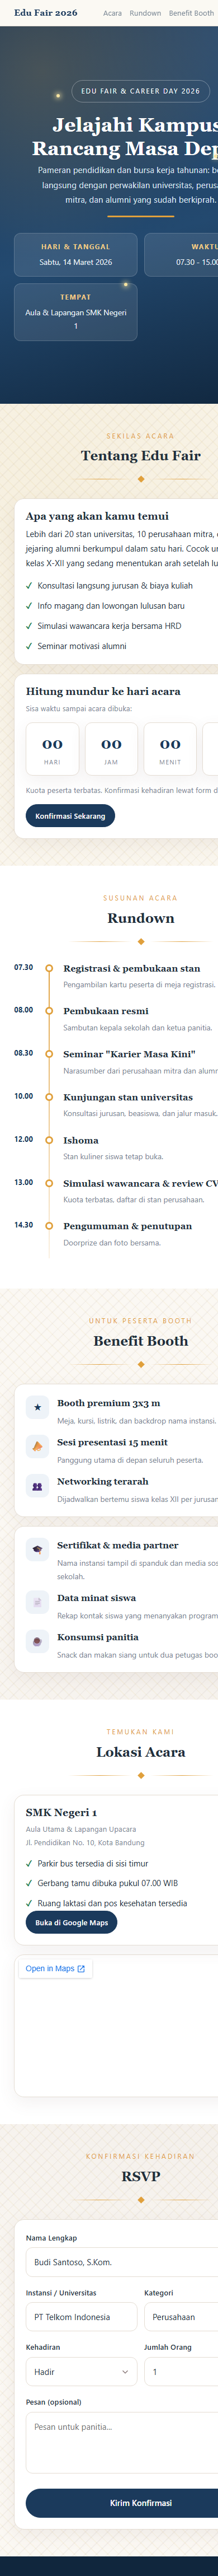 Edu Fair 2026
Acara Rundown Benefit Booth
EDU FAIR & CAREER DAY 2026
Jelajahi Kampus
Rancang Masa
Pameran pendidikan dan bursa kerja tahunan:
langsung dengan perwakilan universitas,
mitra, dan alumni yang sudah berkiprah.
HARI & TANGGAL
Sabtu, 14 Maret 2026
07.30 -
TEMPAT
Aula & Lapangan SMK Negeri
1
SEKILAS ACARA
Tentang Edu Fair
Apa yang akan kamu temui
Lebih dari 20 stan universitas, 10 perusahaan mitra,
jejaring alumni berkumpul dalam satu hari. Cocok
kelas X-XII yang sedang menentukan arah setelah
✓ Konsultasi langsung jurusan & biaya kuliah
✓ Info magang dan lowongan lulusan baru
✓ Simulasi wawancara kerja bersama HRD
✓ Seminar motivasi alumni
Hitung mundur ke hari acara
Sisa waktu sampai acara dibuka:
00 00 00
HARI JAM MENIT
Kuota peserta terbatas. Konfirmasi kehadiran lewat form
Konfirmasi Sekarang
SUSUNAN ACARA
Rundown
07.30 Registrasi & pembukaan stan
Pengambilan kartu peserta di meja registrasi.
08.00 Pembukaan resmi
Sambutan kepala sekolah dan ketua panitia.
08.30 Seminar "Karier Masa Kini"
Narasumber dari perusahaan mitra dan
10.00 Kunjungan stan universitas
Konsultasi jurusan, beasiswa, dan jalur masuk.
12.00 Ishoma
Stan kuliner siswa tetap buka.
13.00 Simulasi wawancara & review CV
Kuota terbatas, daftar di stan perusahaan.
14.30 Pengumuman & penutupan
Doorprize dan foto bersama.
UNTUK PESERTA BOOTH
Benefit Booth
Booth premium 3x3 m
Meja, kursi, listrik, dan backdrop nama instansi.
Sesi presentasi 15 menit
Panggung utama di depan seluruh peserta.
Networking terarah
Dijadwalkan bertemu siswa kelas XII per
Sertifikat & media partner
Nama instansi tampil di spanduk dan media
sekolah.
Data minat siswa
Rekap kontak siswa yang menanyakan
Konsumsi panitia
Snack dan makan siang untuk dua petugas
TEMUKAN KAMI
Lokasi Acara
SMK Negeri 1
Aula Utama & Lapangan Upacara
Jl. Pendidikan No. 10, Kota Bandung
✓ Parkir bus tersedia di sisi timur
✓ Gerbang tamu dibuka pukul 07.00 WIB
✓ Ruang laktasi dan pos kesehatan tersedia
Buka di Google Maps
Open in Maps
KONFIRMASI KEHADIRAN
RSVP
Nama Lengkap
Budi Santoso, S.Kom.
Instansi / Universitas Kategori
PT Telkom Indonesia Perusahaan
Kehadiran Jumlah Orang
Hadir 1
Pesan (opsional)
Pesan untuk panitia...
Kirim Konfirmasi